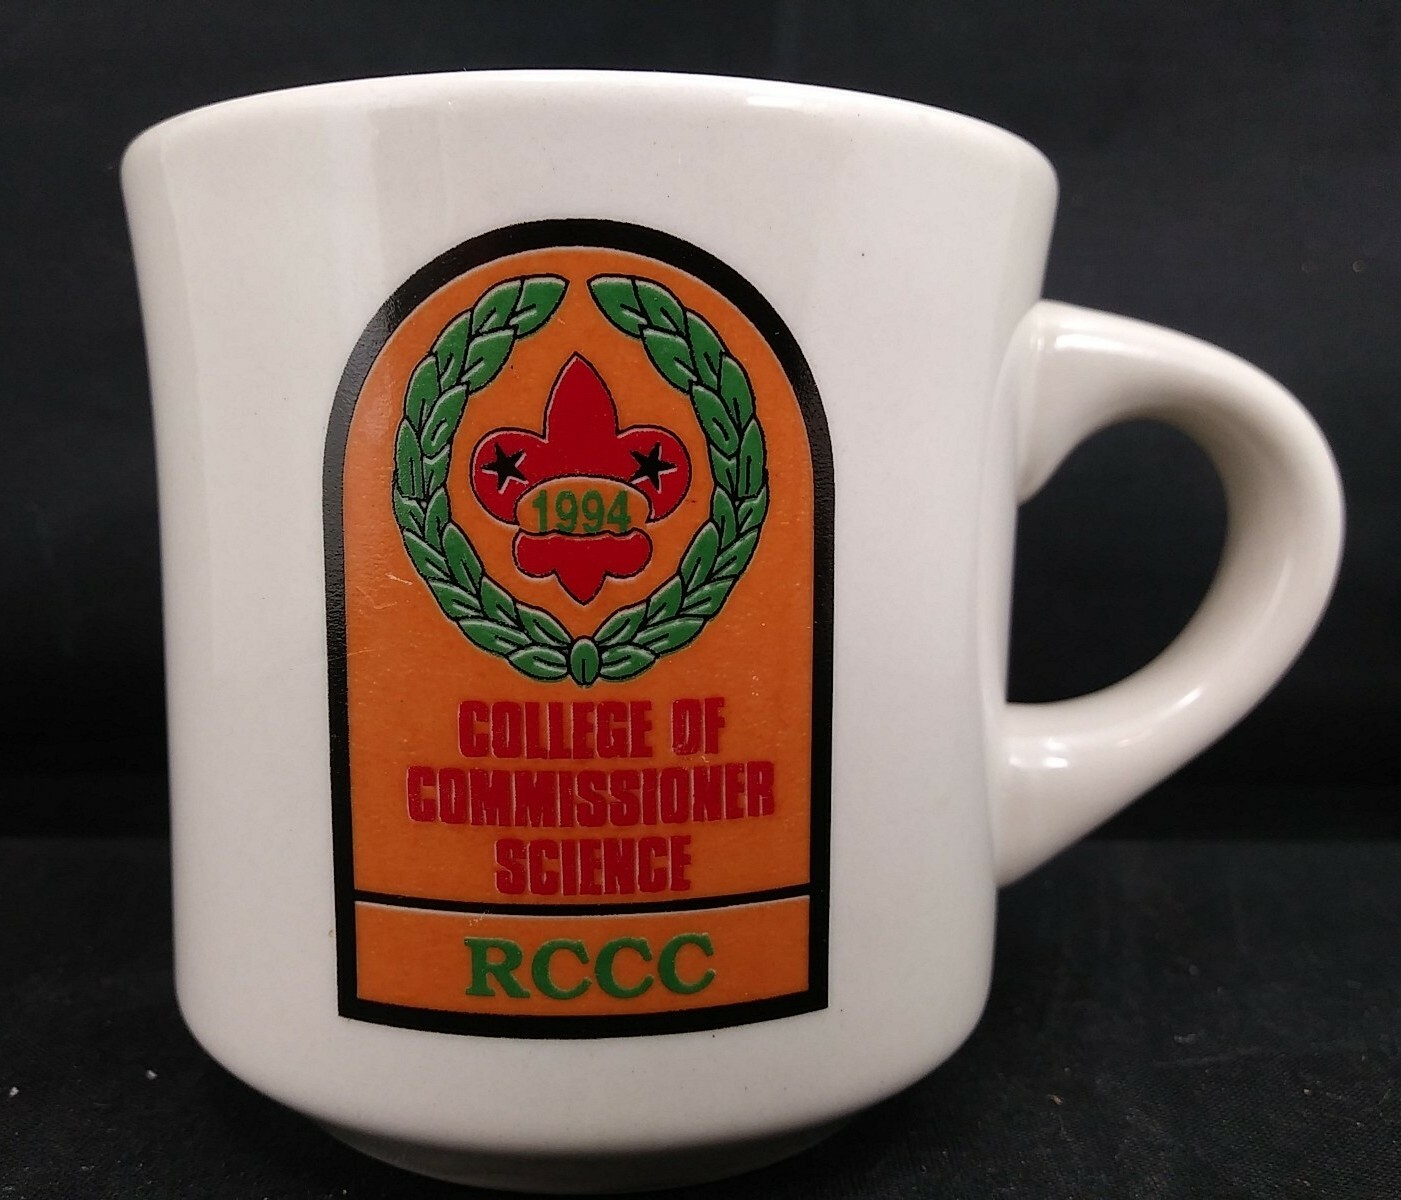 1994
COLLEGE OF
COMMISSIONER
SCIENCE
RCCC